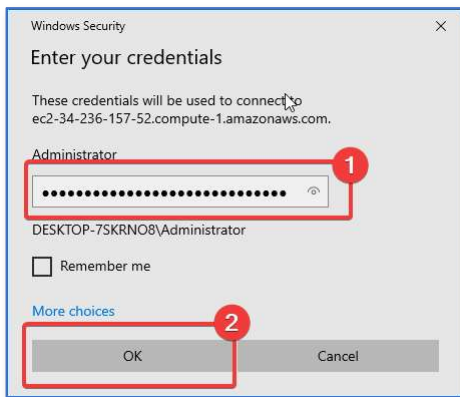 Windows Security
Enter your credentials
These credentials will be used to connect to
ec2-34-236-157-52.compute-1.amazonaws.com.
Administrator
1
••••••••••••••••••••••••••••••
DESKTOP-7SKRNO8\Administrator
Remember me
More choices
2
OK Cancel